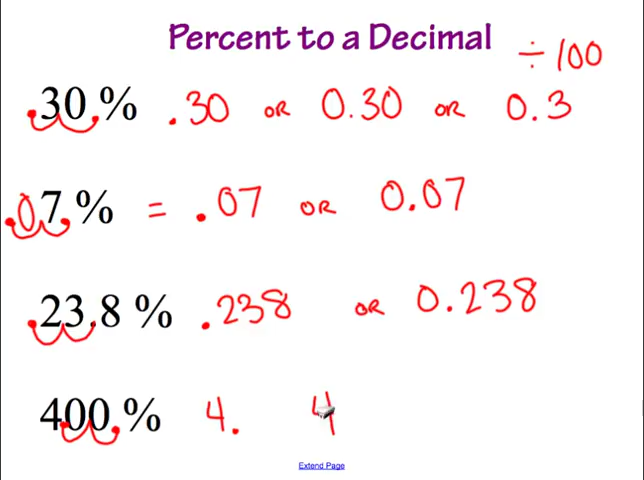 Percent to a Decimal
÷ 100
.30.% .30 OR 0.30 OR 0.3
.07.% = .07 OR 0.07
.23.8 % .238 OR 0.238
400.% 4. 4
Extend Page